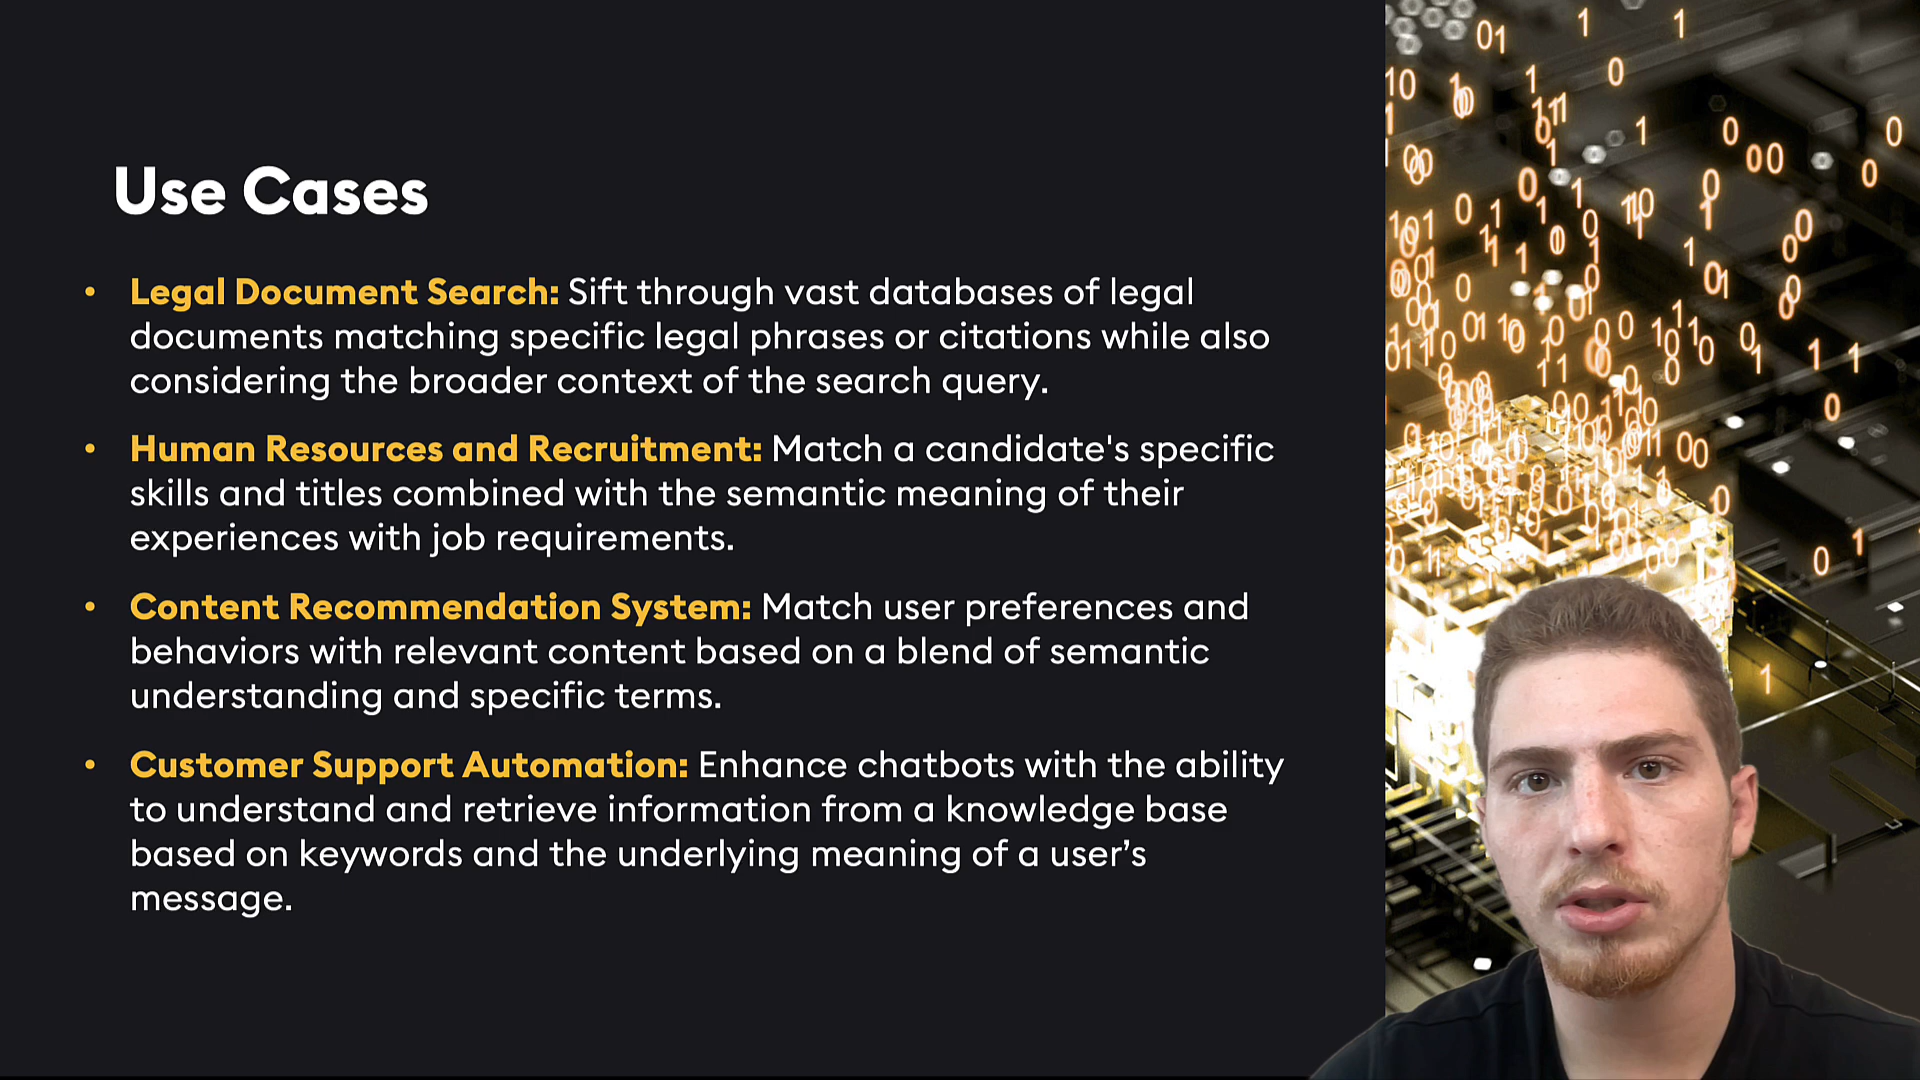 Use Cases
• Legal Document Search: Sift through vast databases of legal
documents matching specific legal phrases or citations while also
considering the broader context of the search query.
• Human Resources and Recruitment: Match a candidate's specific
skills and titles combined with the semantic meaning of their
experiences with job requirements.
• Content Recommendation System: Match user preferences and
behaviors with relevant content based on a blend of semantic
understanding and specific terms.
• Customer Support Automation: Enhance chatbots with the ability
to understand and retrieve information from a knowledge base
based on keywords and the underlying meaning of a user’s
message.